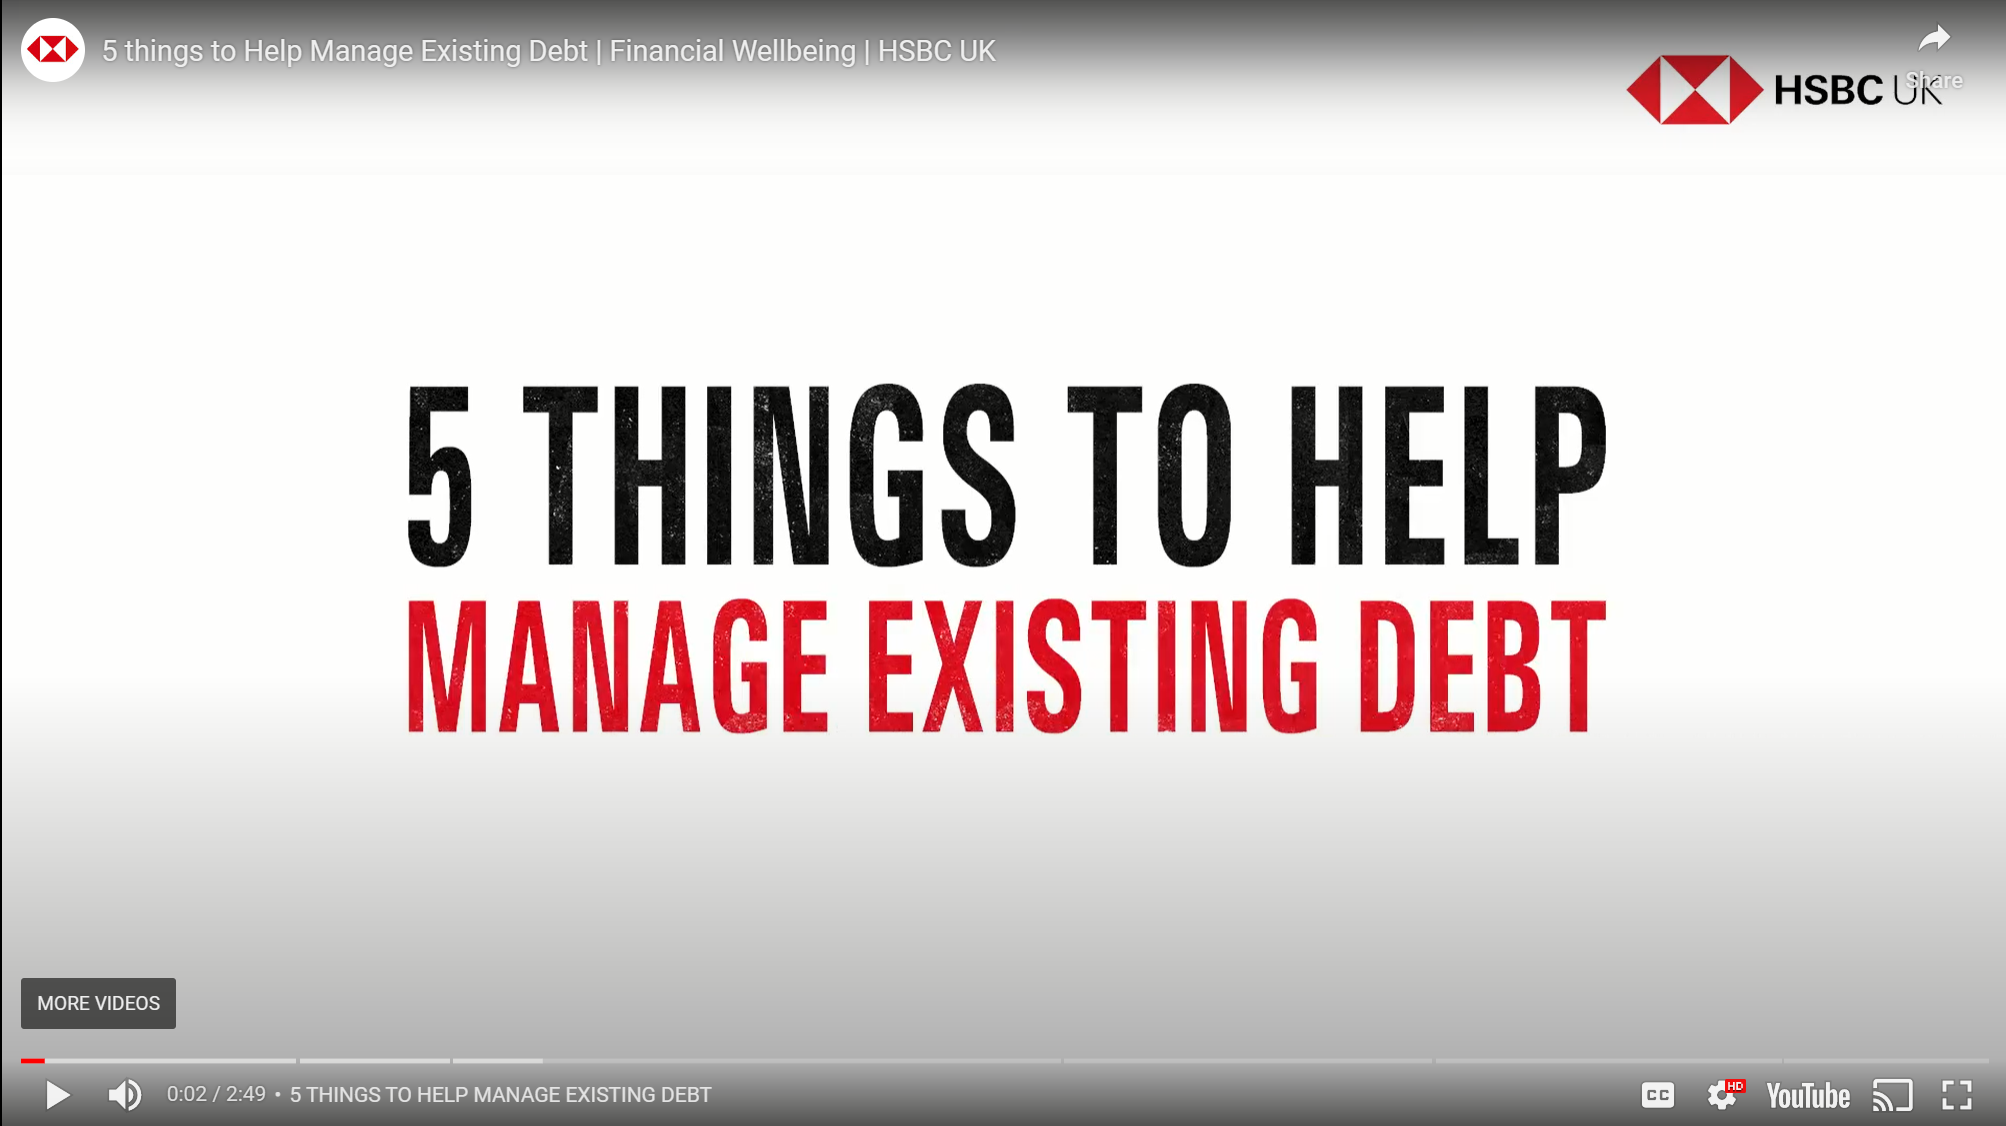 5 things to Help Manage Existing Debt | Financial Wellbeing | HSBC UK
Share
HSBC UK
5 THINGS TO HELP
MANAGE EXISTING DEBT
MORE VIDEOS
0:02 / 2:49 • 5 THINGS TO HELP MANAGE EXISTING DEBT
CC
HD
YouTube